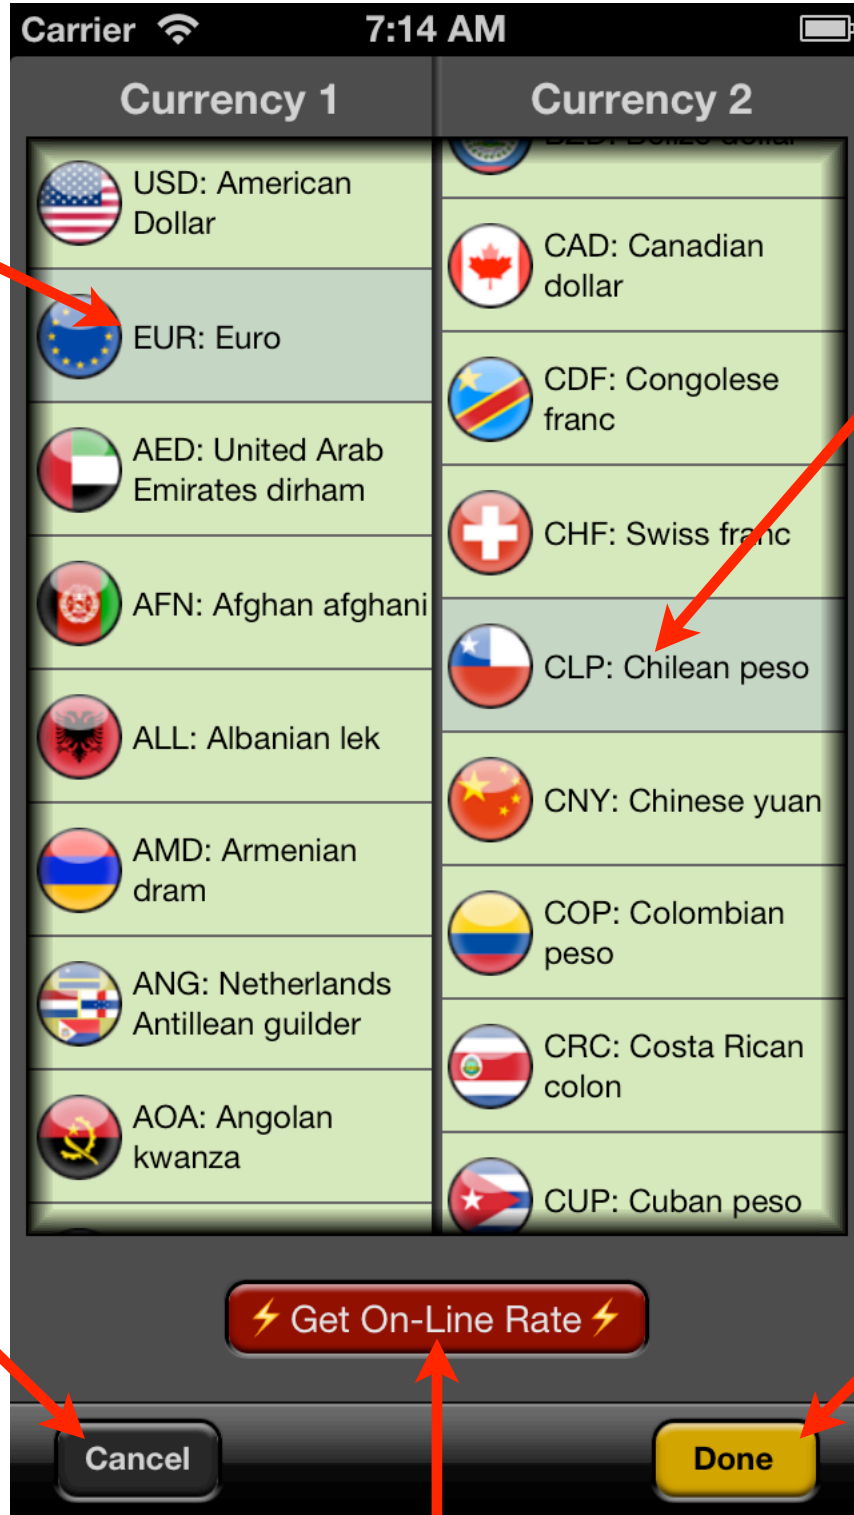 Carrier 7:14 AM
Currency 1
Currency 2
USD: American
Dollar
EUR: Euro
AED: United Arab
Emirates dirham
AFN: Afghan afghani
ALL: Albanian lek
AMD: Armenian
dram
ANG: Netherlands
Antillean guilder
AOA: Angolan
kwanza
BZD: Belize dollar
CAD: Canadian
dollar
CDF: Congolese
franc
CHF: Swiss franc
CLP: Chilean peso
CNY: Chinese yuan
COP: Colombian
peso
CRC: Costa Rican
colon
CUP: Cuban peso
Get On-Line Rate
Cancel
Done